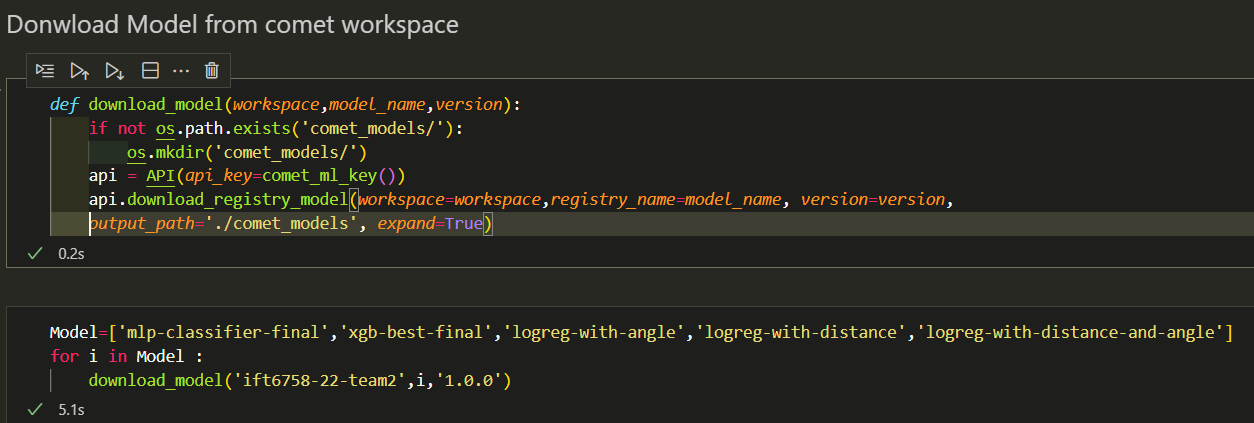 Donwload Model from comet workspace
def download_model(workspace,model_name,version):
    if not os.path.exists('comet_models/'):
        os.mkdir('comet_models/')
    api = API(api_key=comet_ml_key())
    api.download_registry_model(workspace=workspace,registry_name=model_name, version=version,
    output_path='./comet_models', expand=True)
0.2s
Model=['mlp-classifier-final','xgb-best-final','logreg-with-angle','logreg-with-distance','logreg-with-distance-and-angle']
for i in Model :
    download_model('ift6758-22-team2',i,'1.0.0')
5.1s